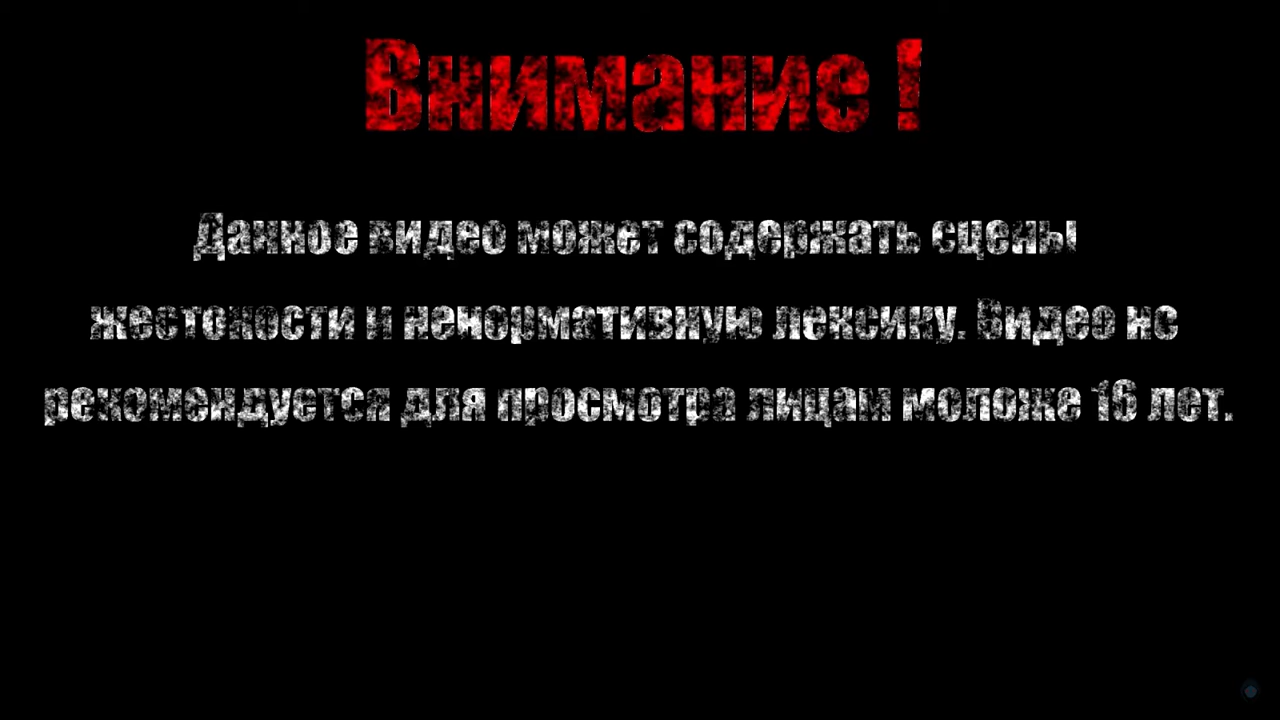 Внимание !
Данное видео может содержать сцены
жестокости и ненормативную лексику. Видео не
рекомендуется для просмотра лицам моложе 16 лет.